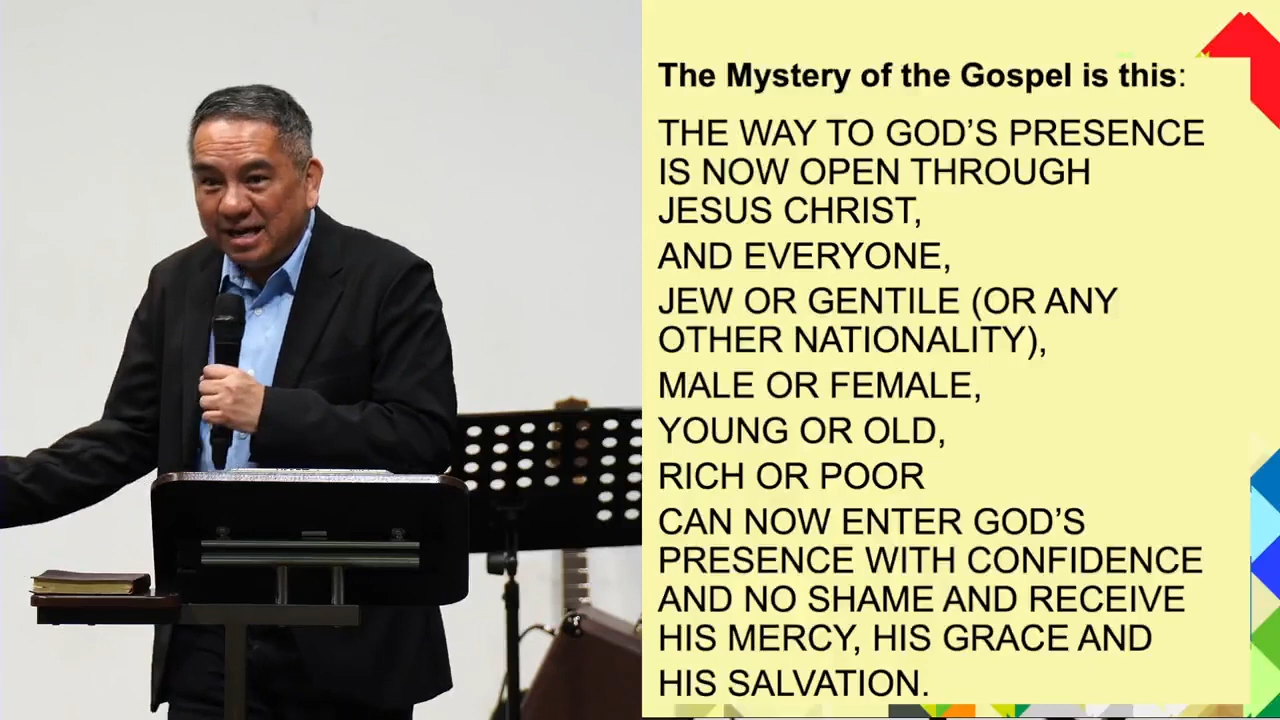 The Mystery of the Gospel is this:
THE WAY TO GOD’S PRESENCE
IS NOW OPEN THROUGH
JESUS CHRIST,
AND EVERYONE,
JEW OR GENTILE (OR ANY
OTHER NATIONALITY),
MALE OR FEMALE,
YOUNG OR OLD,
RICH OR POOR
CAN NOW ENTER GOD’S
PRESENCE WITH CONFIDENCE
AND NO SHAME AND RECEIVE
HIS MERCY, HIS GRACE AND
HIS SALVATION.